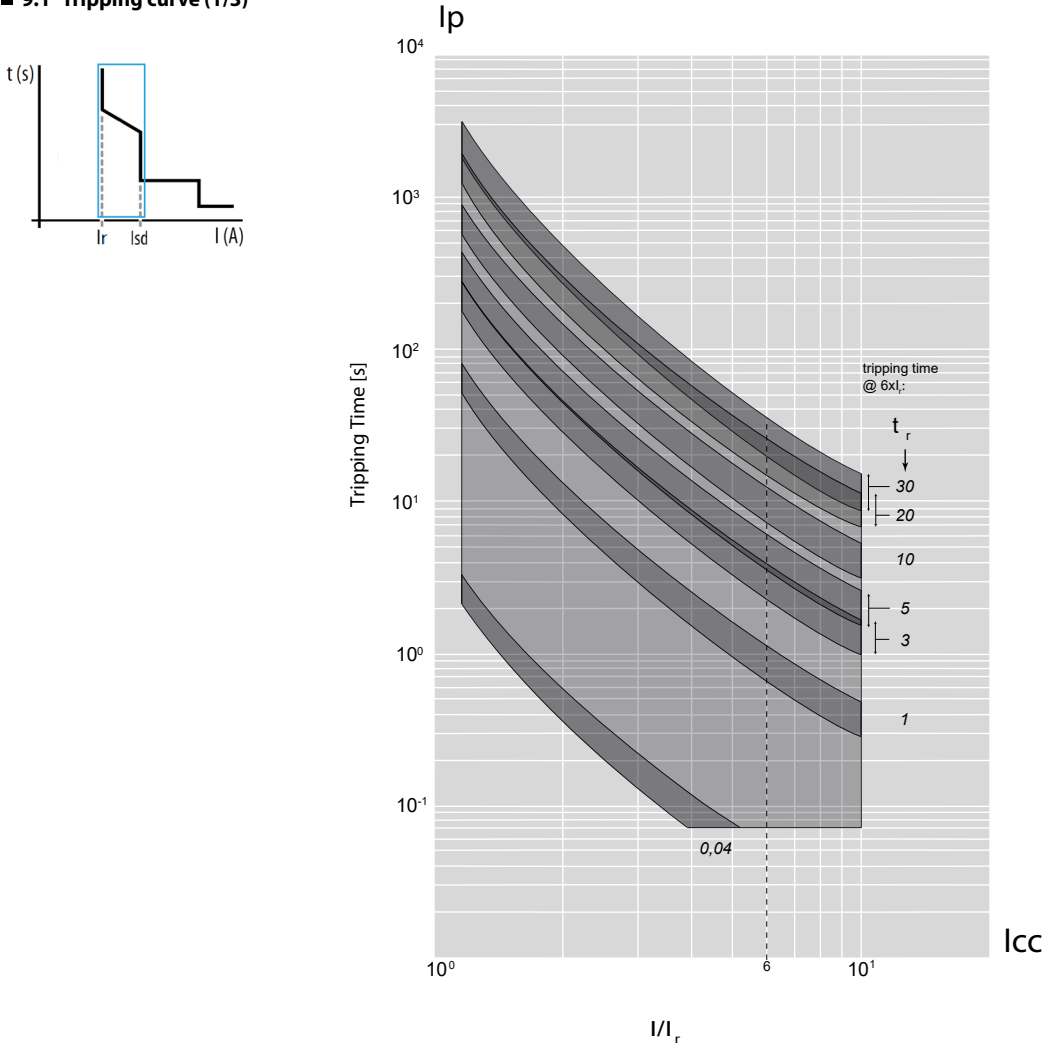 9.1 Tripping curve (1/3)
t (s)
Ir
Isd
I (A)
Ip
10⁴
10³
10²
10¹
10⁰
10⁻¹
Tripping Time [s]
tripping time
@ 6xIᵣ:
t ᵣ
30
20
10
5
3
1
0,04
10⁰
6
10¹
Icc
I/Iᵣ